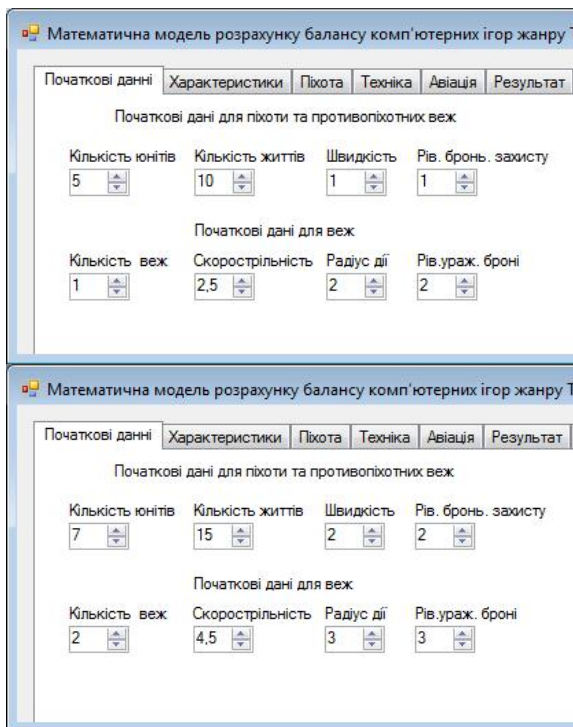 Математична модель розрахунку балансу комп'ютерних ігор жанру Т
Початкові данні Характеристики Піхота Техніка Авіація Результат
Початкові дані для піхоти та противопіхотних веж
Кількість юнітів Кількість життів Швидкість Рів. бронь. захисту
5 10 1 1
Початкові дані для веж
Кількість веж Скорострільність Радіус дії Рів.ураж. броні
1 2,5 2 2
Математична модель розрахунку балансу комп'ютерних ігор жанру Т
Початкові данні Характеристики Піхота Техніка Авіація Результат
Початкові дані для піхоти та противопіхотних веж
Кількість юнітів Кількість життів Швидкість Рів. бронь. захисту
7 15 2 2
Початкові дані для веж
Кількість веж Скорострільність Радіус дії Рів.ураж. броні
2 4,5 3 3